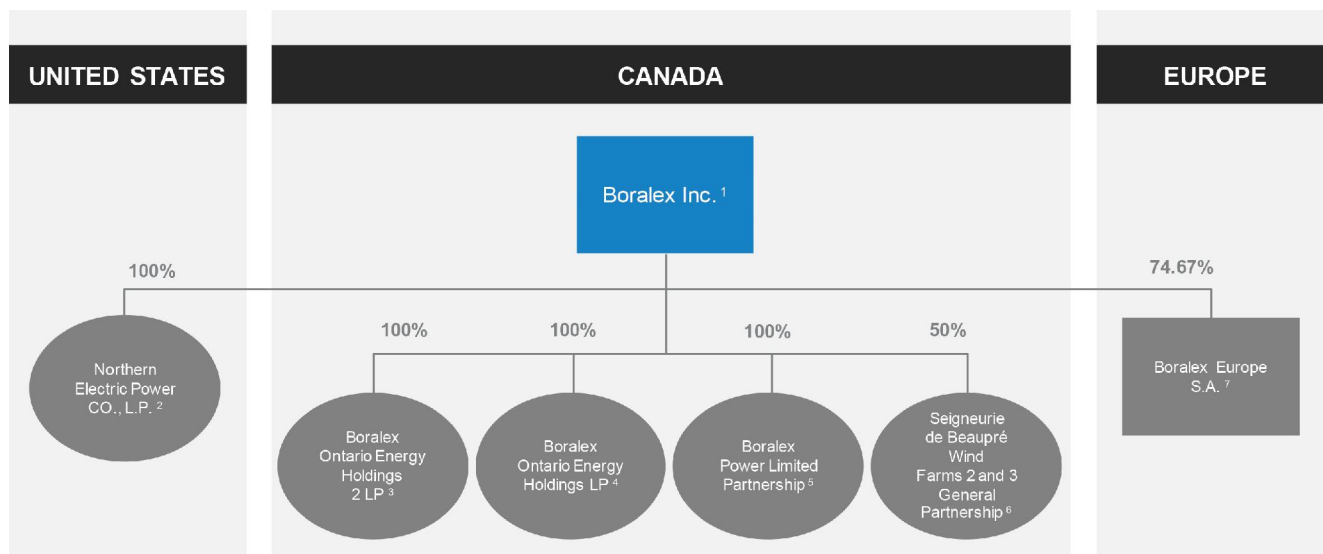 UNITED STATES
CANADA
EUROPE
Boralex Inc. 1
100%
74.67%
Northern
Electric Power
CO., L.P. 2
100%
100%
100%
50%
Boralex Europe
S.A. 7
Boralex
Ontario Energy
Holdings
2 LP 3
Boralex
Ontario Energy
Holdings LP 4
Boralex
Power Limited
Partnership 5
Seigneurie
de Beaupré
Wind
Farms 2 and 3
General
Partnership 6